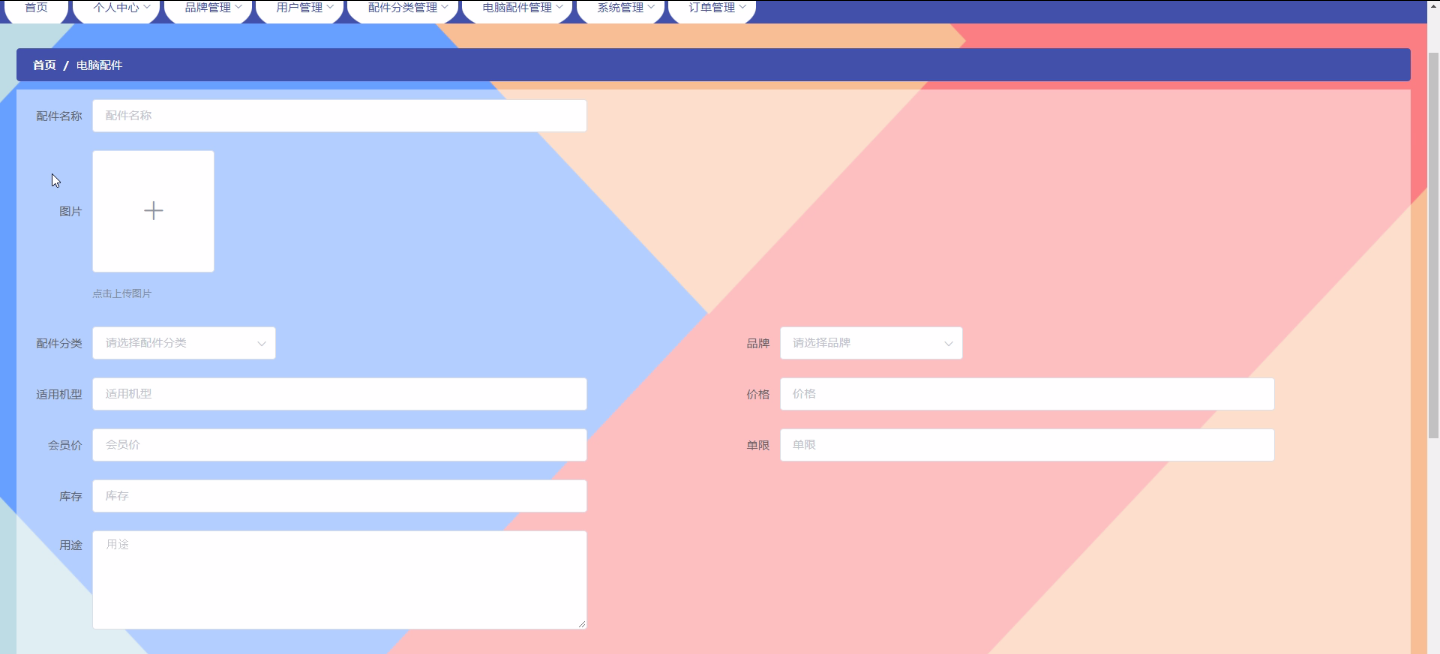 首页 个人中心 品牌管理 用户管理 配件分类管理 电脑配件管理 系统管理 订单管理
首页 / 电脑配件
配件名称 配件名称
图片
点击上传图片
配件分类 请选择配件分类 品牌 请选择品牌
适用机型 适用机型 价格 价格
会员价 会员价 单限 单限
库存 库存
用途 用途